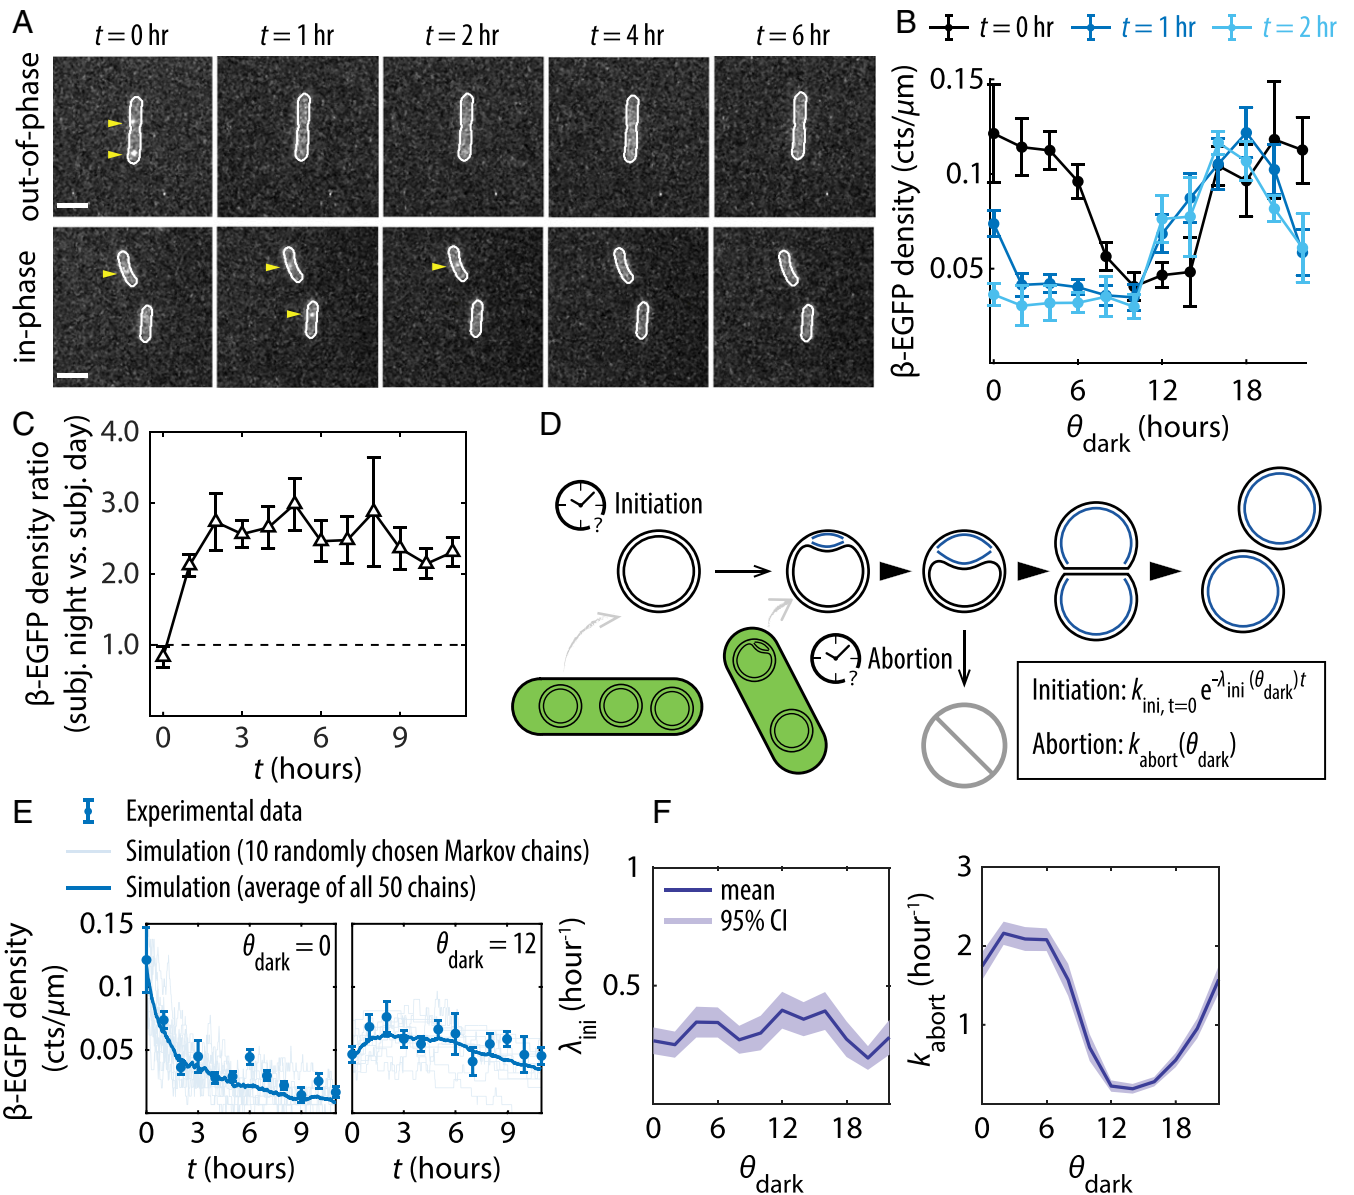 A
t = 0 hr
t = 1 hr
t = 2 hr
t = 4 hr
t = 6 hr
out-of-phase
in-phase
B
t = 0 hr
t = 1 hr
t = 2 hr
β-EGFP density (cts/μm)
0.15
0.1
0.05
0
6
12
18
θdark (hours)
C
β-EGFP density ratio
(subj. night vs. subj. day)
4.0
3.0
2.0
1.0
0
3
6
9
t (hours)
D
?
Initiation
?
Abortion
Initiation: kini, t=0 e-λini (θdark) t
Abortion: kabort(θdark)
E
Experimental data
Simulation (10 randomly chosen Markov chains)
Simulation (average of all 50 chains)
β-EGFP density
(cts/μm)
0.15
0.1
0.05
θdark = 0
0
3
6
9
t (hours)
θdark = 12
0
3
6
9
t (hours)
F
λini (hour-1)
1
0.5
mean
95% CI
0
6
12
18
θdark
kabort (hour-1)
3
2
1
0
6
12
18
θdark